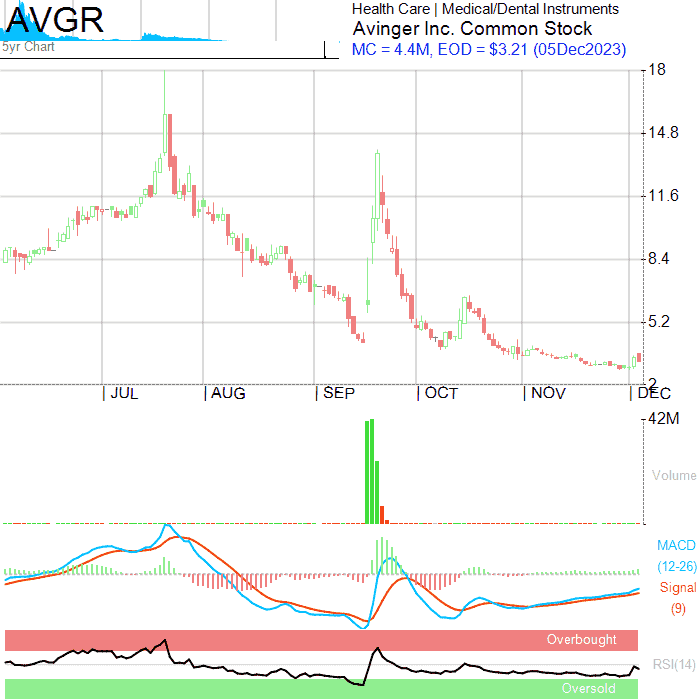 AVGR
5yr Chart
Health Care | Medical/Dental Instruments
Avinger Inc. Common Stock
MC = 4.4M, EOD = $3.21 (05Dec2023)
18
14.8
11.6
8.4
5.2
2
JUL AUG SEP OCT NOV DEC
42M
Volume
MACD
(12-26)
Signal
(9)
Overbought
RSI(14)
Oversold